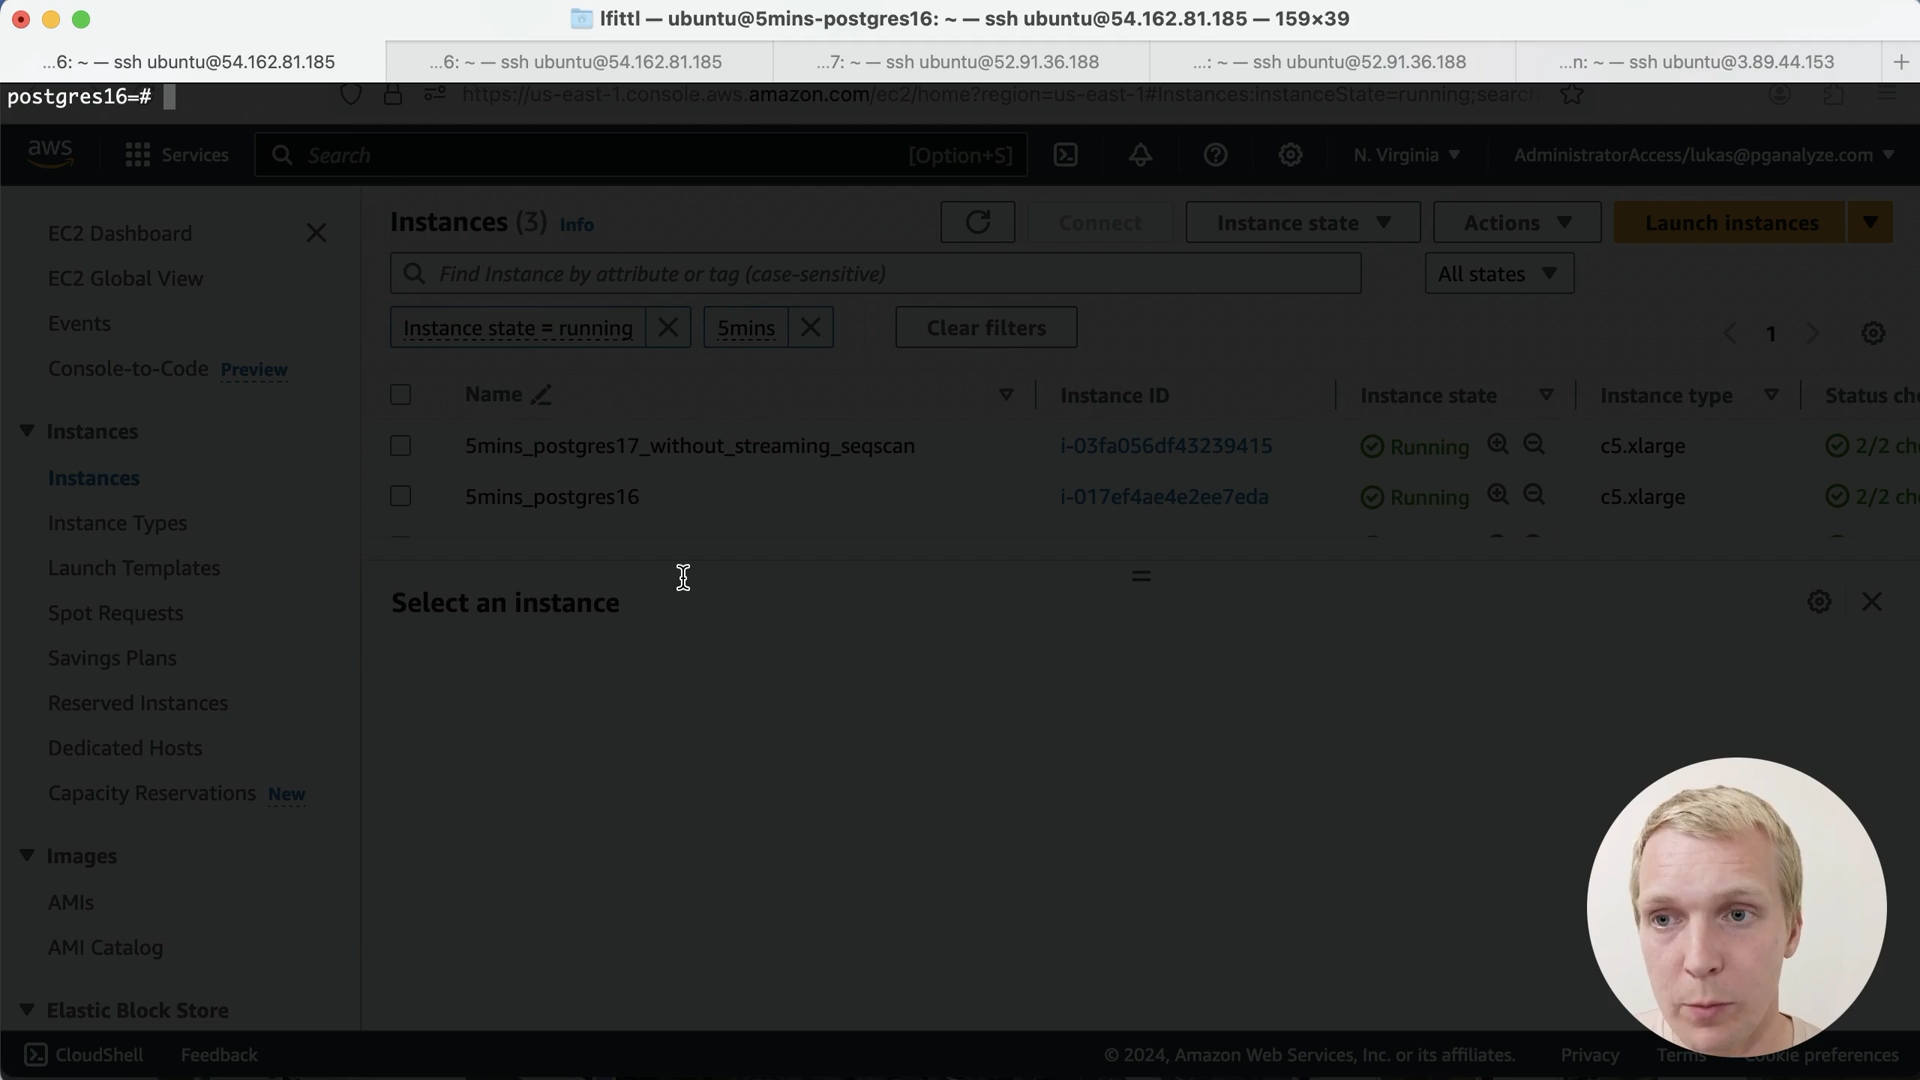 lfittl — ubuntu@5mins-postgres16: ~ — ssh ubuntu@54.162.81.185 — 159×39
...6: ~ — ssh ubuntu@54.162.81.185
...6: ~ — ssh ubuntu@54.162.81.185
...7: ~ — ssh ubuntu@52.91.36.188
...: ~ — ssh ubuntu@52.91.36.188
...n: ~ — ssh ubuntu@3.89.44.153
+
postgres16=#
https://us-east-1.console.aws.amazon.com/ec2/home?region=us-east-1#Instances:instanceState=running;search
aws
Services
Search
[Option+S]
N. Virginia
AdministratorAccess/lukas@pganalyze.com
EC2 Dashboard
EC2 Global View
Events
Console-to-Code Preview
Instances
Instances
Instance Types
Launch Templates
Spot Requests
Savings Plans
Reserved Instances
Dedicated Hosts
Capacity Reservations New
Images
AMIs
AMI Catalog
Elastic Block Store
Instances (3) Info
Connect
Instance state
Actions
Launch instances
Find Instance by attribute or tag (case-sensitive)
All states
Instance state = running
5mins
Clear filters
1
Name
Instance ID
Instance state
Instance type
Status che
5mins_postgres17_without_streaming_seqscan
i-03fa056df43239415
Running
c5.xlarge
2/2 che
5mins_postgres16
i-017ef4ae4e2ee7eda
Running
c5.xlarge
2/2 che
Select an instance
CloudShell
Feedback
© 2024, Amazon Web Services, Inc. or its affiliates.
Privacy
Terms
Cookie preferences